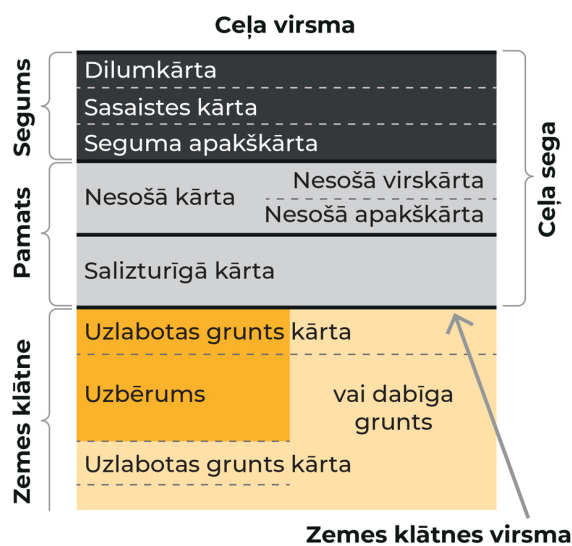 Ceļa virsma
Segums
Dilumkārta
Sasaistes kārta
Seguma apakškārta
Pamats
Nesošā kārta
Nesošā virskārta
Nesošā apakškārta
Salizturīgā kārta
Ceļa sega
Zemes klātne
Uzlabotas grunts kārta
Uzbērums
vai dabīga
grunts
Uzlabotas grunts kārta
Zemes klātnes virsma